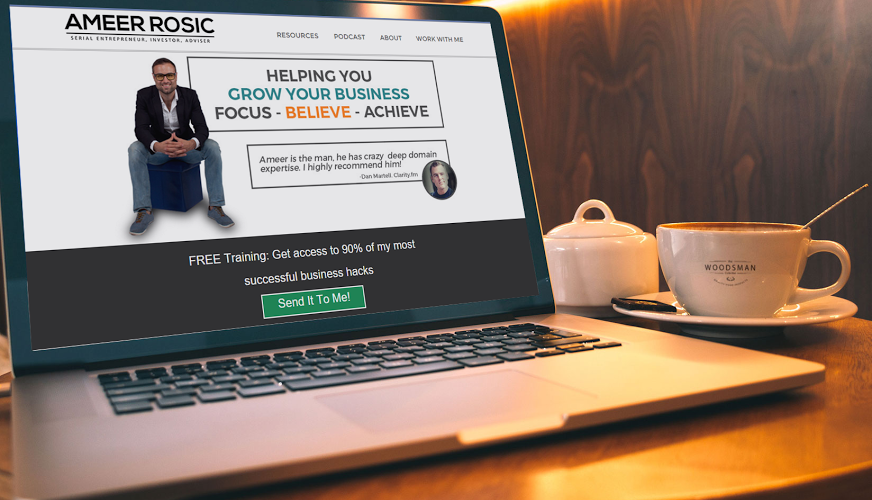 AMEER ROSIC
SERIAL ENTREPRENEUR, INVESTOR, ADVISER
RESOURCES PODCAST ABOUT WORK WITH ME
HELPING YOU
GROW YOUR BUSINESS
FOCUS - BELIEVE - ACHIEVE
Ameer is the man, he has crazy deep domain
expertise. I highly recommend him!
-Dan Martell, Clarity.fm
FREE Training: Get access to 90% of my most
successful business hacks
Send It To Me!
WOODSMAN